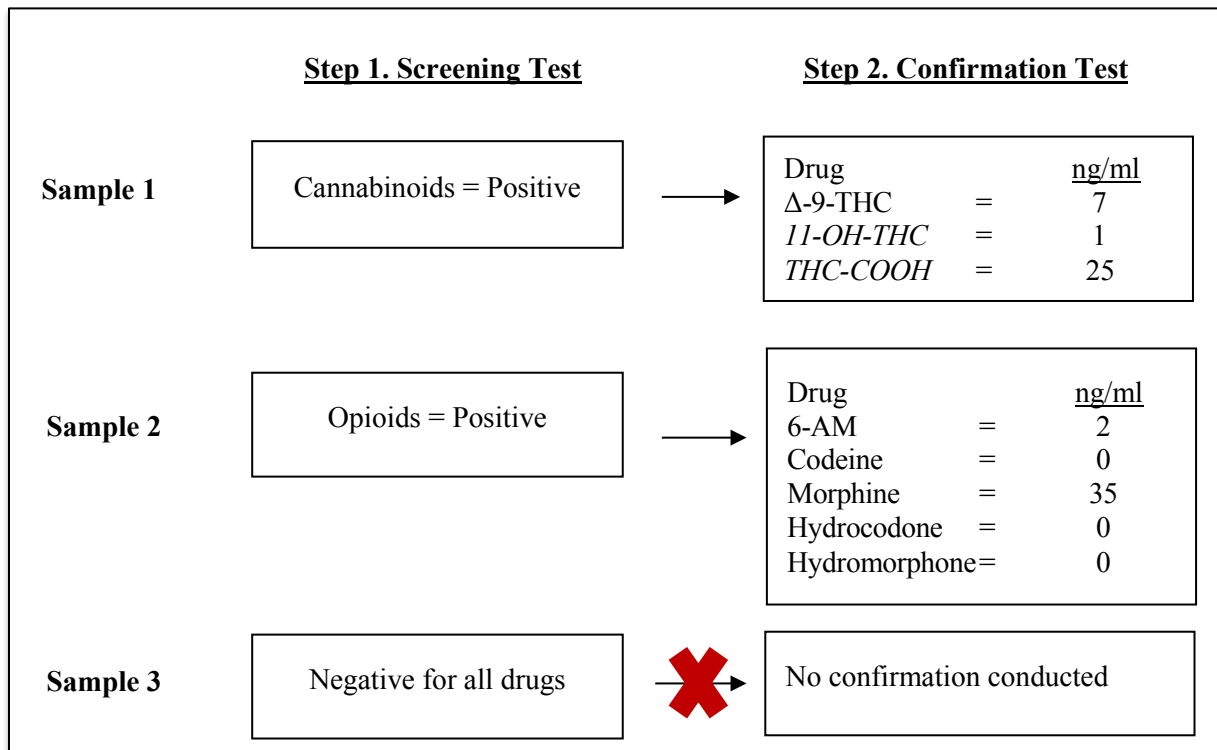 Step 1. Screening Test
Step 2. Confirmation Test
Sample 1
Cannabinoids = Positive
Drug ng/ml
Δ-9-THC = 7
11-OH-THC = 1
THC-COOH = 25
Sample 2
Opioids = Positive
Drug ng/ml
6-AM = 2
Codeine = 0
Morphine = 35
Hydrocodone = 0
Hydromorphone= 0
Sample 3
Negative for all drugs
No confirmation conducted